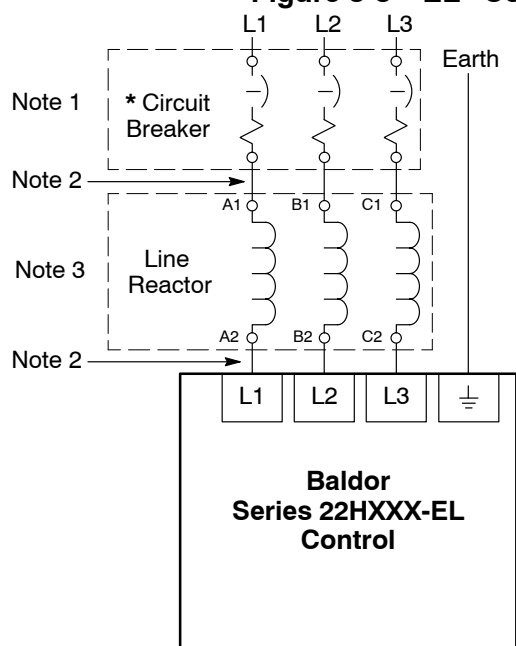 L1 L2 L3
Earth
Note 1
* Circuit
Breaker
Note 2
A1 B1 C1
Note 3
Line
Reactor
A2 B2 C2
Note 2
L1 L2 L3
Baldor
Series 22HXXX-EL
Control